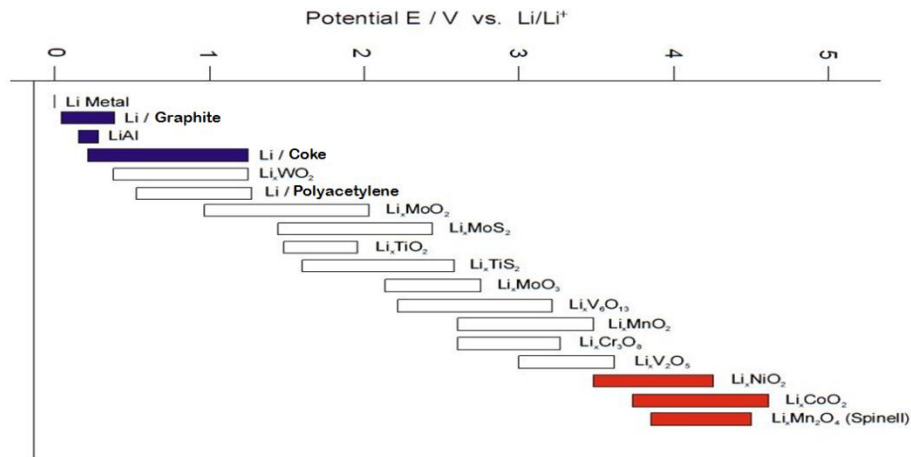 Potential E / V vs. Li/Li⁺
0 1 2 3 4 5
Li Metal
Li / Graphite
LiAl
Li / Coke
LiₓWO₂
Li / Polyacetylene
LiₓMoO₂
LiₓMoS₂
LiₓTiO₂
LiₓTiS₂
LiₓMoO₃
LiₓV₆O₁₃
LiₓMnO₂
LiₓCr₃O₈
LiₓV₂O₅
LiₓNiO₂
LiₓCoO₂
LiₓMn₂O₄ (Spinell)